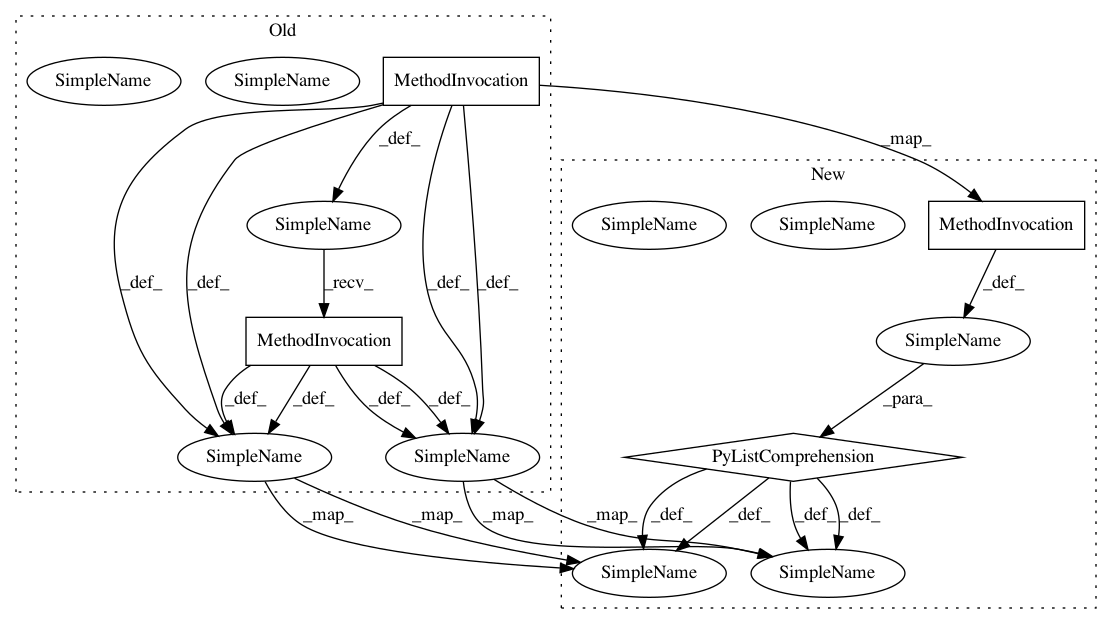 Old
SimpleName
SimpleName
MethodInvocation
_def_
_map_
New
SimpleName
SimpleName
SimpleName
MethodInvocation
_def_
_def_
_recv_
_def_
_def_
_def_
MethodInvocation
SimpleName
_def_
_def_
_def_
_def_
_para_
SimpleName
SimpleName
PyListComprehension
_map_
_map_
_map_
_map_
_def_
_def_
_def_
_def_
SimpleName
SimpleName